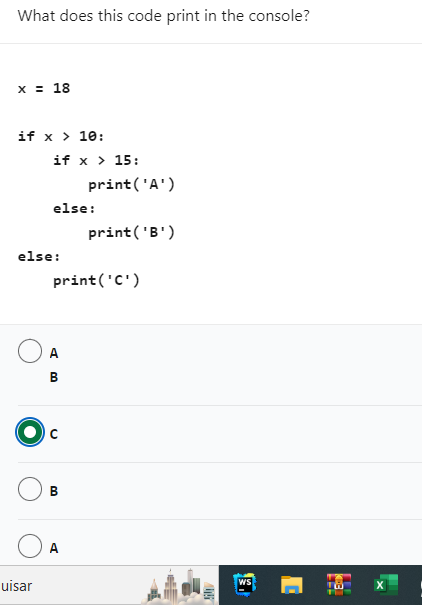 What does this code print in the console?
x = 18
if x > 10:
if x > 15:
print('A')
else:
print('B')
else:
print('C')
A
B
C
B
A
uisar
WS
X